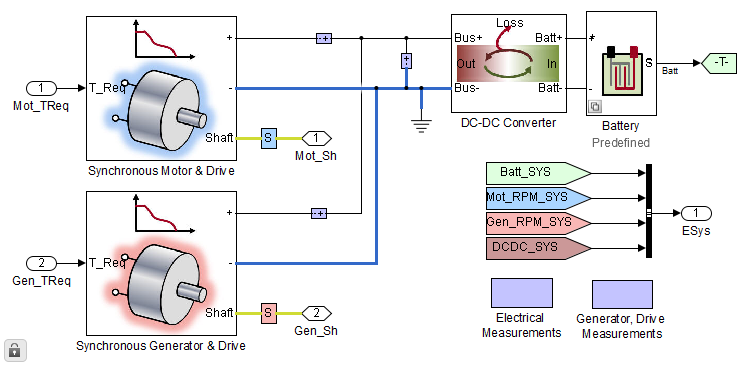 +
1
T_Req
Mot_TReq
-
Shaft
S
1
Mot_Sh
Synchronous Motor & Drive
+
+
+
2
T_Req
Gen_TReq
-
Shaft
S
2
Gen_Sh
Synchronous Generator & Drive
Loss
Bus+
Batt+
Out
In
Bus-
Batt-
DC-DC Converter
+
S
-
Batt
-T-
Battery
Predefined
Batt_SYS
Mot_RPM_SYS
Gen_RPM_SYS
DCDC_SYS
1
ESys
Electrical
Measurements
Generator, Drive
Measurements